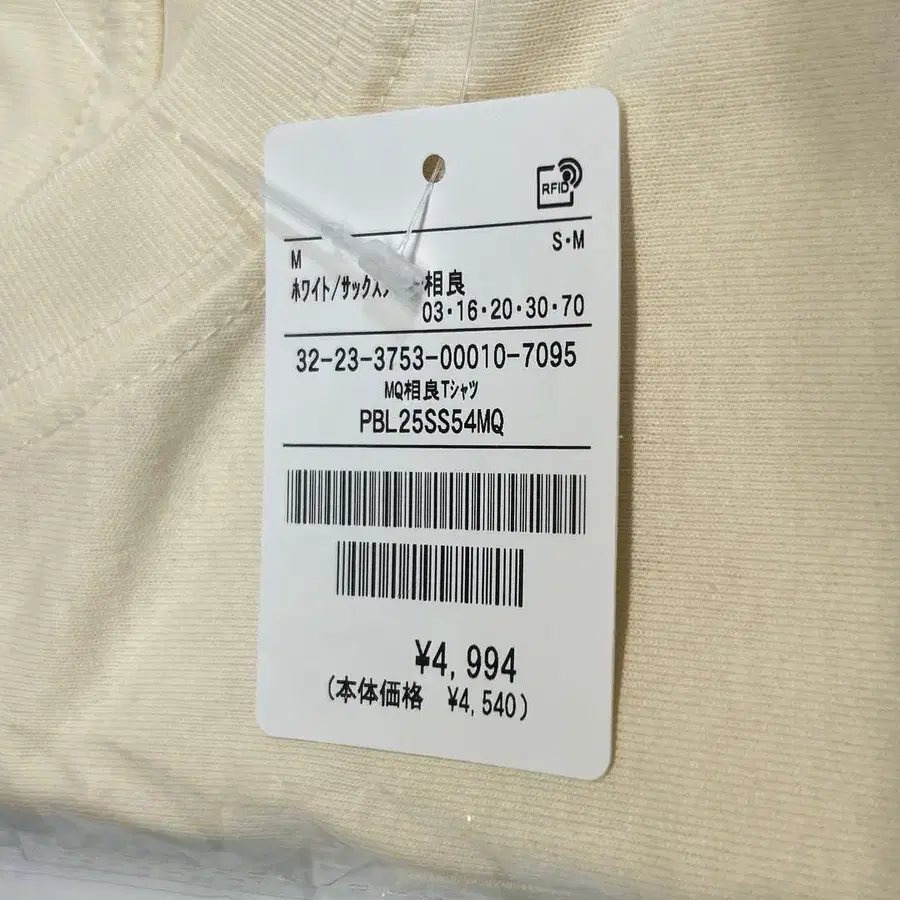 RFID
S・M
M
ホワイト/サックス 相良
03・16・20・30・70
32-23-3753-00010-7095
MQ相良Tシャツ
PBL25SS54MQ
¥4,994
(本体価格 ¥4,540)